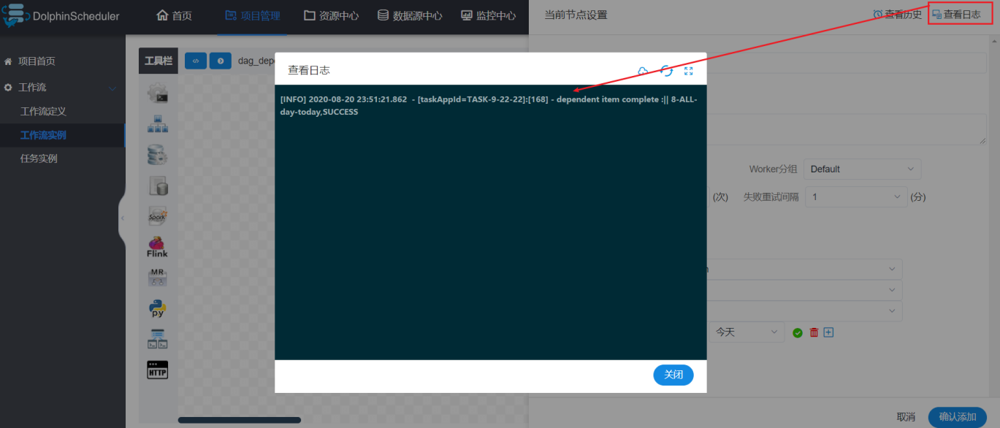 DolphinScheduler
首页
项目管理
资源中心
数据源中心
监控中心
当前节点设置
查看历史
查看日志
项目首页
工作流
工作流定义
工作流实例
任务实例
工具栏
dag_dep
查看日志
[INFO] 2020-08-20 23:51:21.862 - [taskAppId=TASK-9-22-22]:[168] - dependent item complete :|| 8-ALL-
day-today,SUCCESS
Spark
Flink
MR
py
HTTP
Worker分组
Default
(次)
失败重试间隔
1
(分)
今天
关闭
取消
确认添加